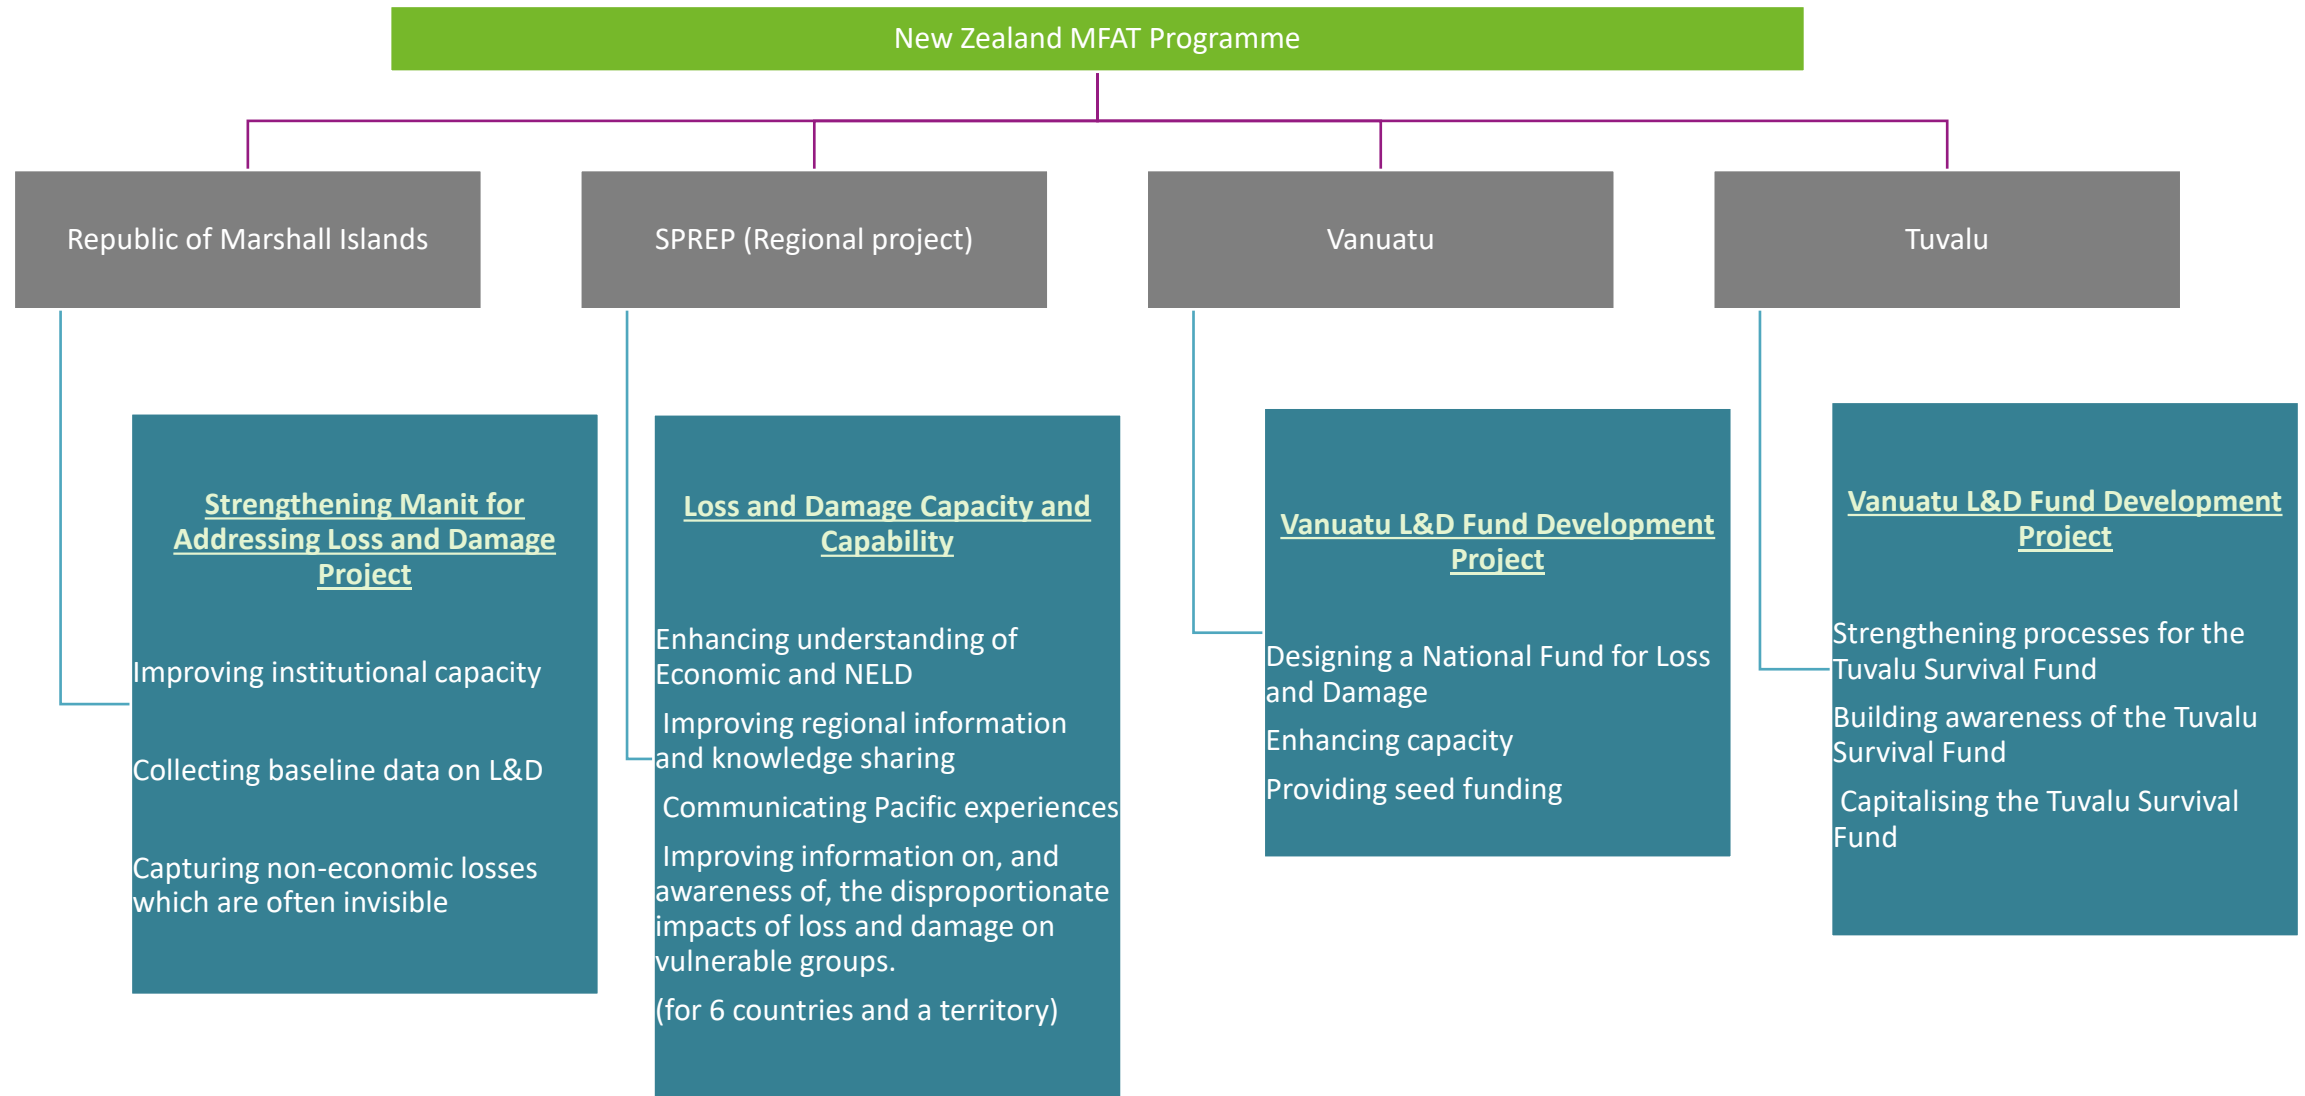 New Zealand MFAT Programme
Republic of Marshall Islands
SPREP (Regional project)
Vanuatu
Tuvalu
Strengthening Manit for
Addressing Loss and Damage
Project
Improving institutional capacity
Collecting baseline data on L&D
Capturing non-economic losses
which are often invisible
Loss and Damage Capacity and
Capability
Enhancing understanding of
Economic and NELD
Improving regional information
and knowledge sharing
Communicating Pacific experiences
Improving information on, and
awareness of, the disproportionate
impacts of loss and damage on
vulnerable groups.
(for 6 countries and a territory)
Vanuatu L&D Fund Development
Project
Designing a National Fund for Loss
and Damage
Enhancing capacity
Providing seed funding
Vanuatu L&D Fund Development
Project
Strengthening processes for the
Tuvalu Survival Fund
Building awareness of the Tuvalu
Survival Fund
Capitalising the Tuvalu Survival
Fund